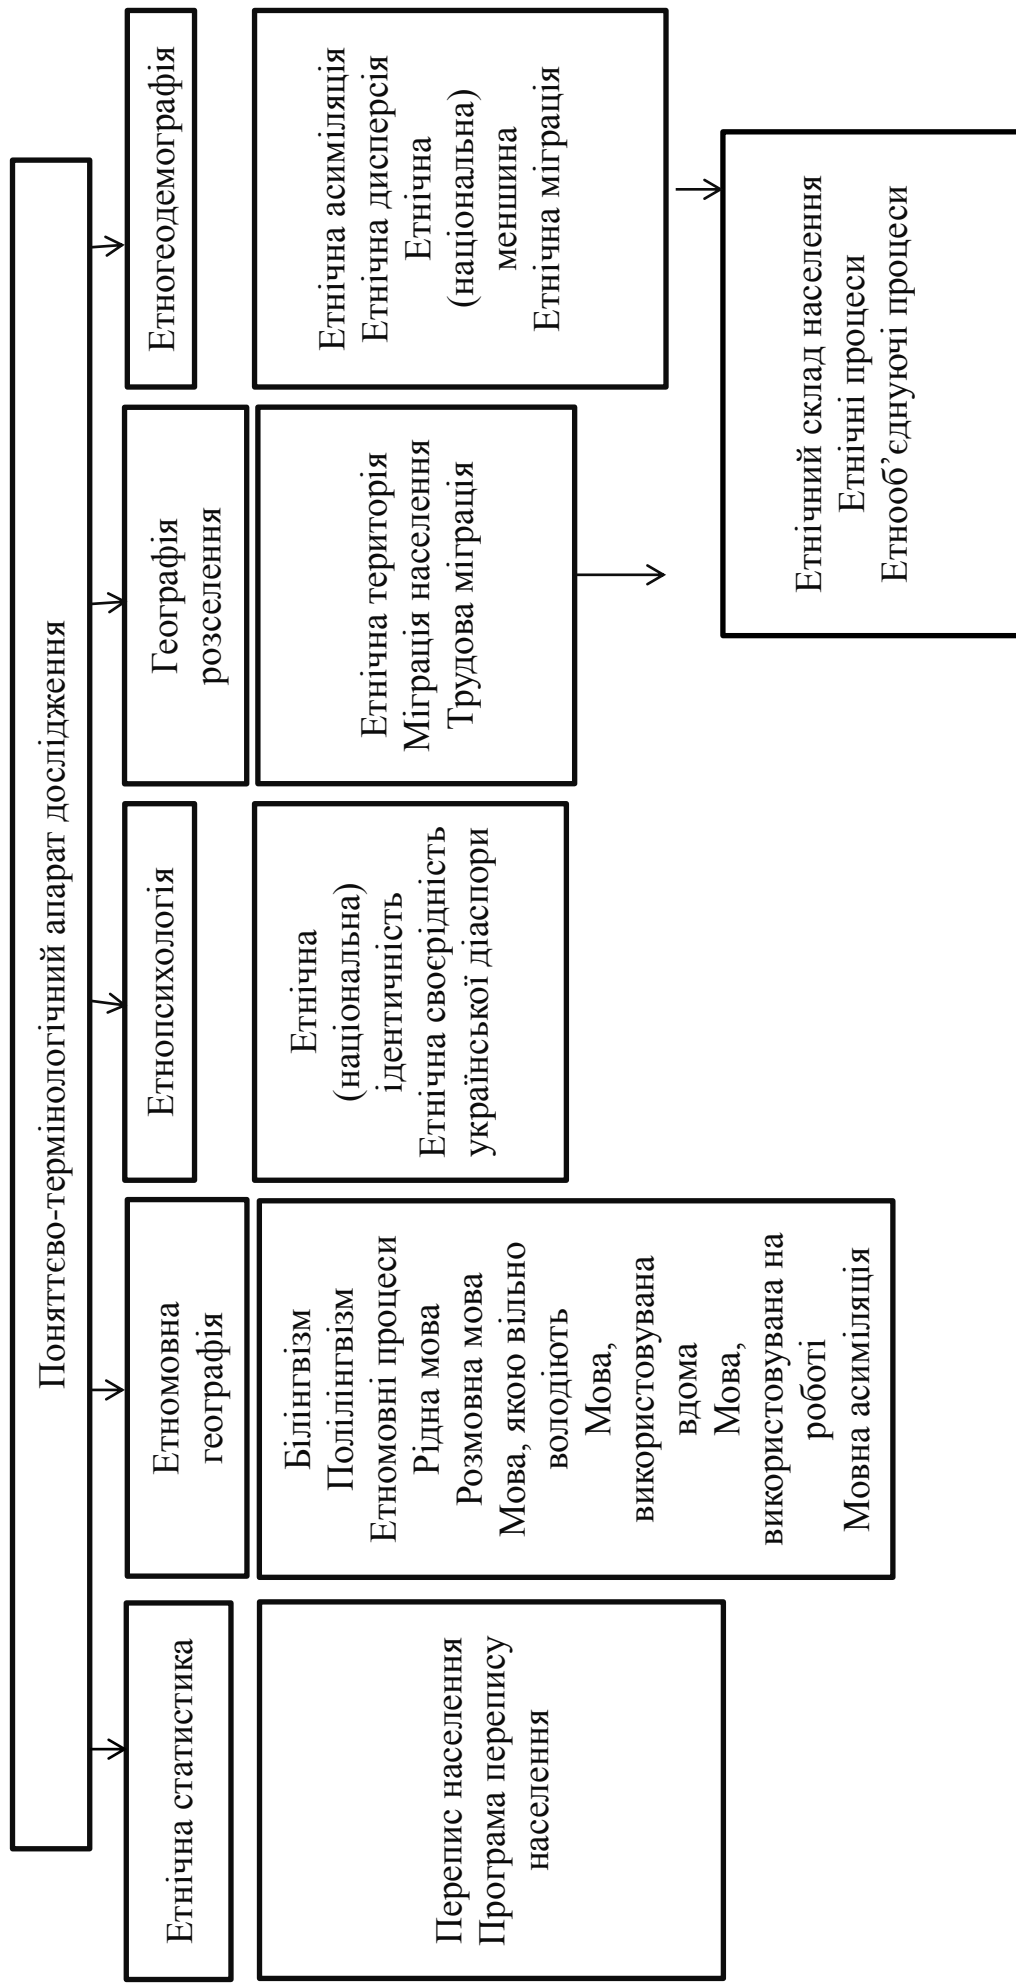 Поняттєво-термінологічний апарат дослідження
Етнічна статистика
Етномовна
географія
Етнопсихологія
Географія
розселення
Етногеодемографія
Перепис населення
Програма перепису
населення
Білінгвізм
Полілінгвізм
Етномовні процеси
Рідна мова
Розмовна мова
Мова, якою вільно
володіють
Мова,
використовувана
вдома
Мова,
використовувана на
роботі
Мовна асиміляція
Етнічна
(національна)
ідентичність
Етнічна своєрідність
української діаспори
Етнічна територія
Міграція населення
Трудова міграція
Етнічна асиміляція
Етнічна дисперсія
Етнічна
(національна)
меншина
Етнічна міграція
Етнічний склад населення
Етнічні процеси
Етнооб’єднуючі процеси